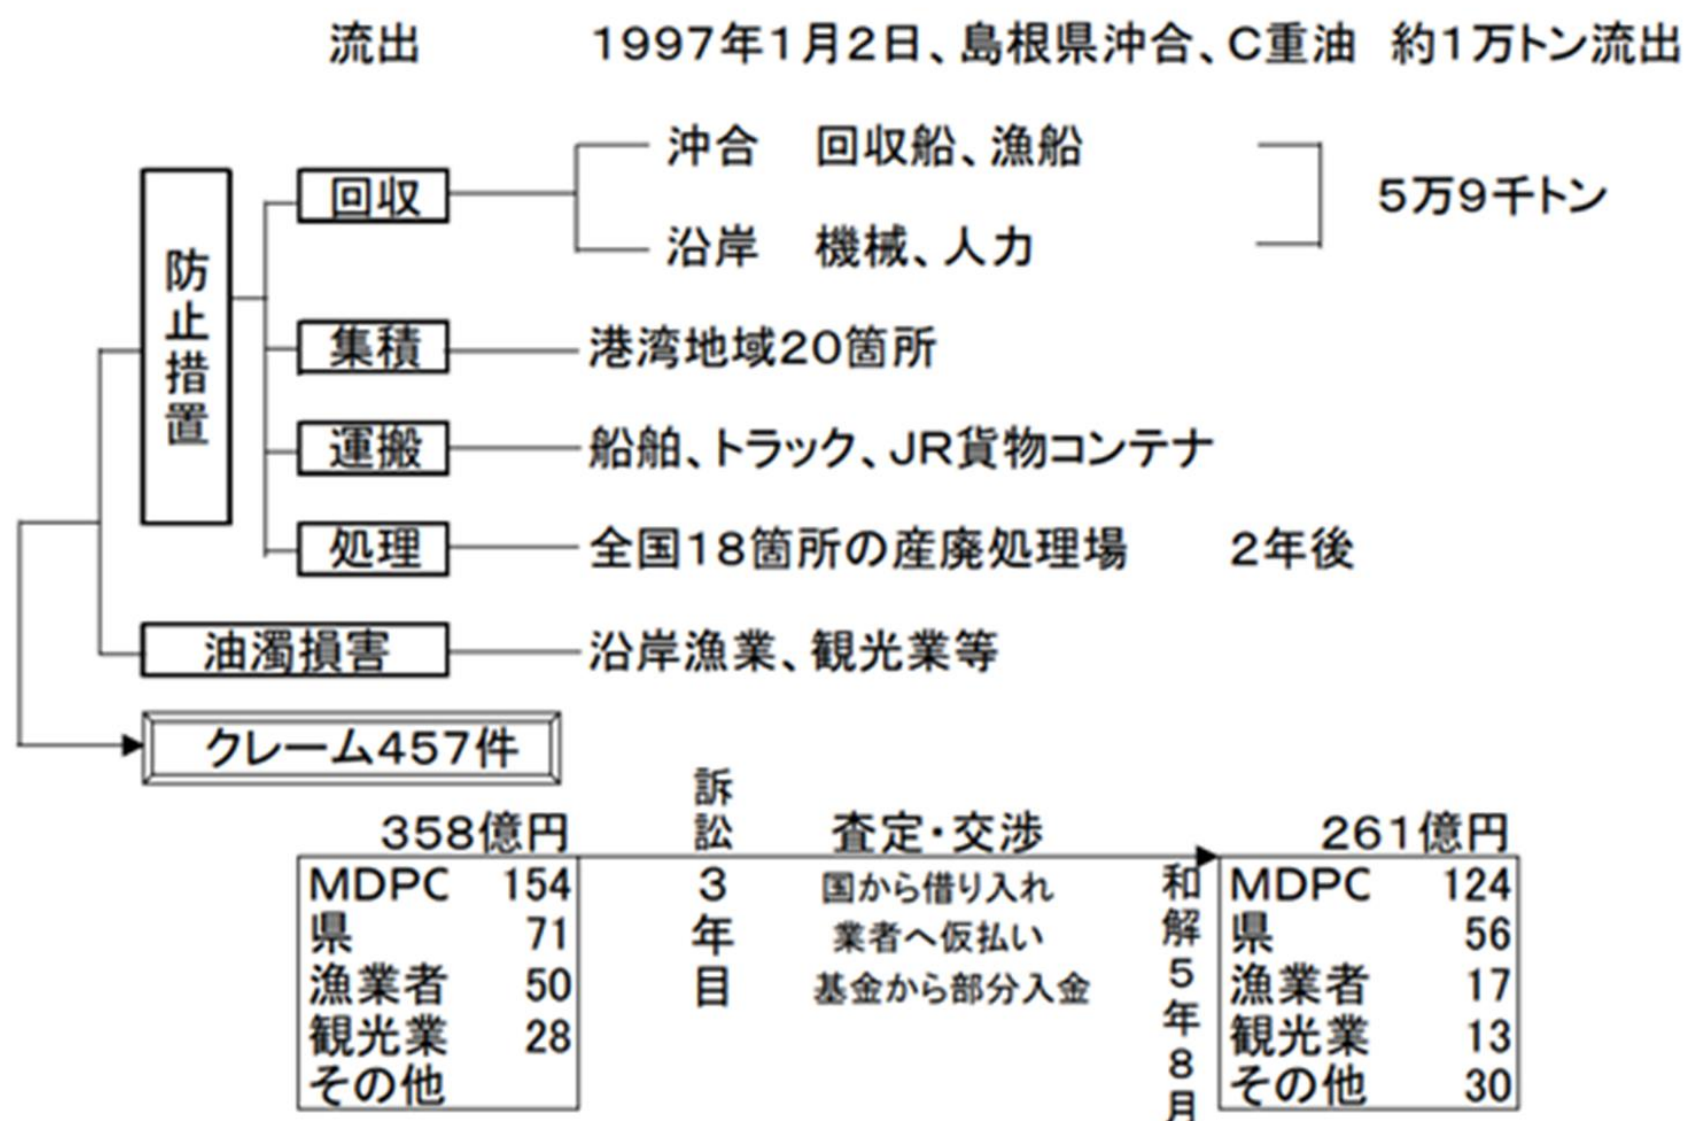 流出 1997年1月2日、島根県沖合、C重油 約1万トン流出
防止措置
回収
沖合 回収船、漁船
沿岸 機械、人力
5万9千トン
集積 港湾地域20箇所
運搬 船舶、トラック、JR貨物コンテナ
処理 全国18箇所の産廃処理場 2年後
油濁損害 沿岸漁業、観光業等
クレーム457件
358億円
MDPC 154
県 71
漁業者 50
観光業 28
その他
訴訟3年目
査定・交渉
国から借り入れ
業者へ仮払い
基金から部分入金
和解5年8月
261億円
MDPC 124
県 56
漁業者 17
観光業 13
その他 30